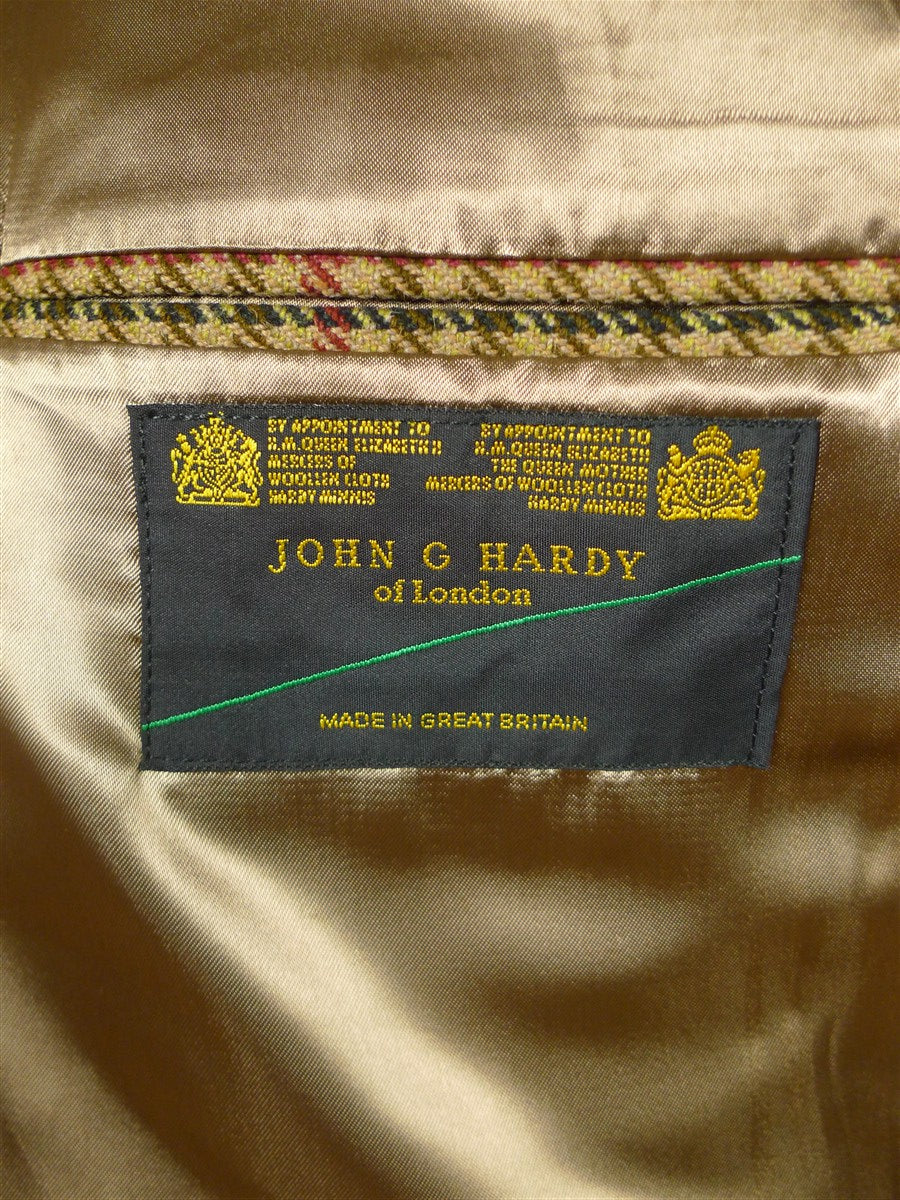 BY APPOINTMENT TO
H.M. QUEEN ELIZABETH II
MERCERS OF
WOOLLEN CLOTH
HARDY MINNIS
BY APPOINTMENT TO
H.M. QUEEN ELIZABETH
THE QUEEN MOTHER
MERCERS OF WOOLLEN CLOTH
HARDY MINNIS
JOHN G HARDY
of London
MADE IN GREAT BRITAIN